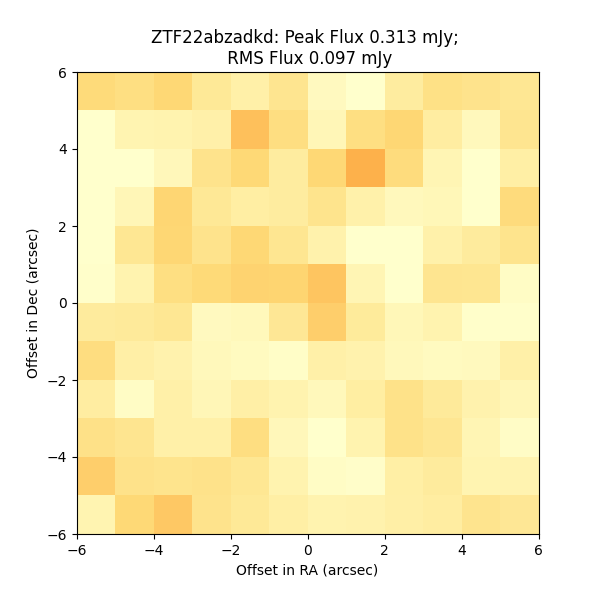 ZTF22abzadkd: Peak Flux 0.313 mJy;
RMS Flux 0.097 mJy
6
4
2
0
−2
−4
−6
Offset in Dec (arcsec)
−6 −4 −2 0 2 4 6
Offset in RA (arcsec)